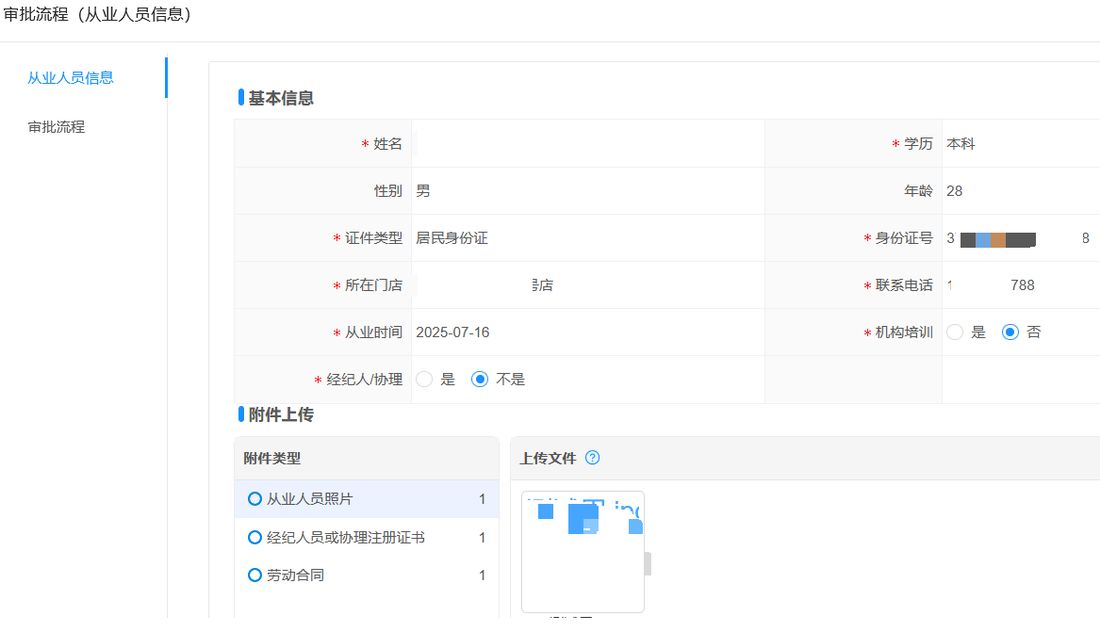 审批流程（从业人员信息）
从业人员信息
审批流程
基本信息
* 姓名
* 学历 本科
性别 男
年龄 28
* 证件类型 居民身份证
* 身份证号 3 8
* 所在门店 店
* 联系电话 1 788
* 从业时间 2025-07-16
* 机构培训 是 否
* 经纪人/协理 是 不是
附件上传
附件类型
上传文件 ?
从业人员照片 1
经纪人员或协理注册证书 1
劳动合同 1